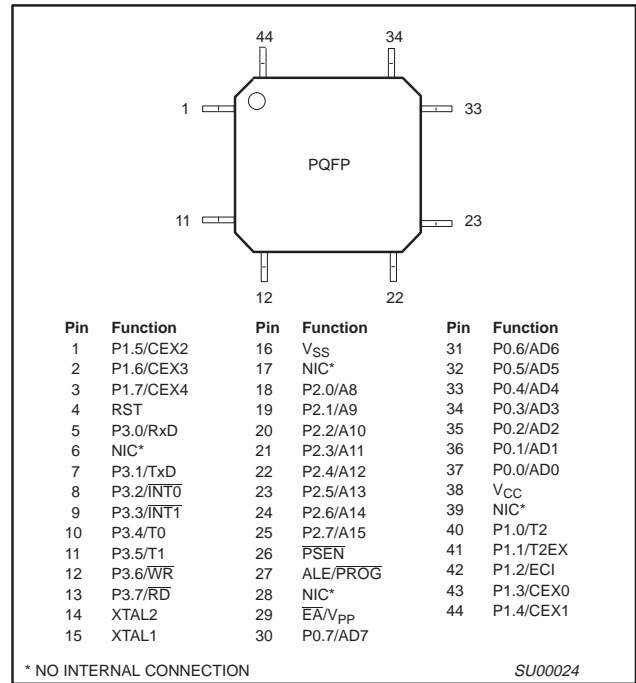 44 34
1 33
PQFP
11 23
12 22
Pin Function Pin Function Pin Function
1 P1.5/CEX2 16 VSS 31 P0.6/AD6
2 P1.6/CEX3 17 NIC* 32 P0.5/AD5
3 P1.7/CEX4 18 P2.0/A8 33 P0.4/AD4
4 RST 19 P2.1/A9 34 P0.3/AD3
5 P3.0/RxD 20 P2.2/A10 35 P0.2/AD2
6 NIC* 21 P2.3/A11 36 P0.1/AD1
7 P3.1/TxD 22 P2.4/A12 37 P0.0/AD0
8 P3.2/I̅N̅T̅0̅ 23 P2.5/A13 38 VCC
9 P3.3/I̅N̅T̅1̅ 24 P2.6/A14 39 NIC*
10 P3.4/T0 25 P2.7/A15 40 P1.0/T2
11 P3.5/T1 26 P̅S̅E̅N̅ 41 P1.1/T2EX
12 P3.6/W̅R̅ 27 ALE/P̅R̅O̅G̅ 42 P1.2/ECI
13 P3.7/R̅D̅ 28 NIC* 43 P1.3/CEX0
14 XTAL2 29 E̅A̅/VPP 44 P1.4/CEX1
15 XTAL1 30 P0.7/AD7
* NO INTERNAL CONNECTION SU00024